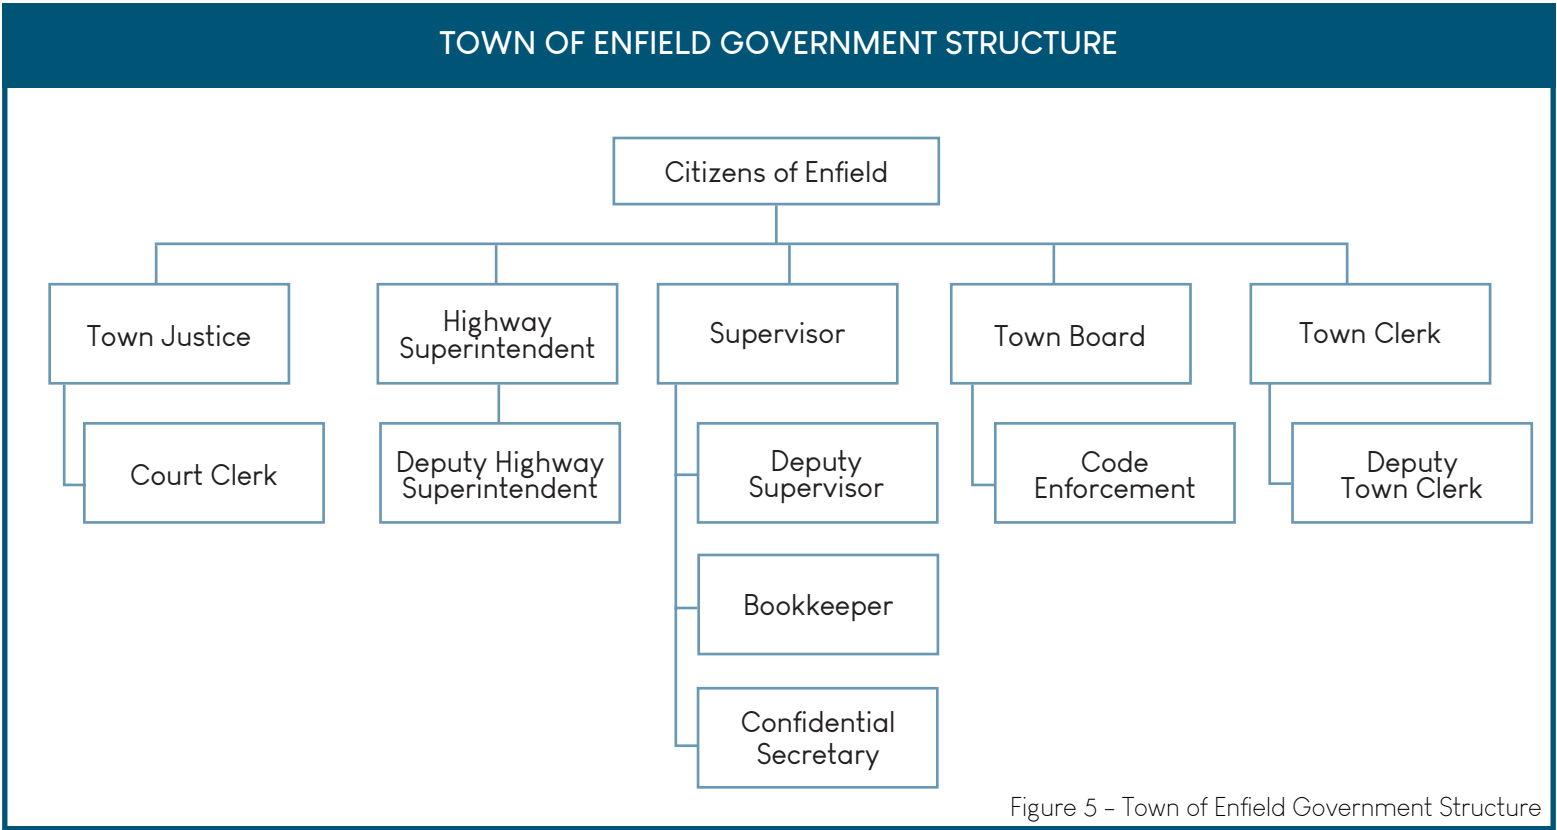 TOWN OF ENFIELD GOVERNMENT STRUCTURE
Citizens of Enfield
Town Justice
Highway
Superintendent
Supervisor
Town Board
Town Clerk
Court Clerk
Deputy Highway
Superintendent
Deputy
Supervisor
Code
Enforcement
Deputy
Town Clerk
Bookkeeper
Confidential
Secretary
Figure 5 – Town of Enfield Government Structure